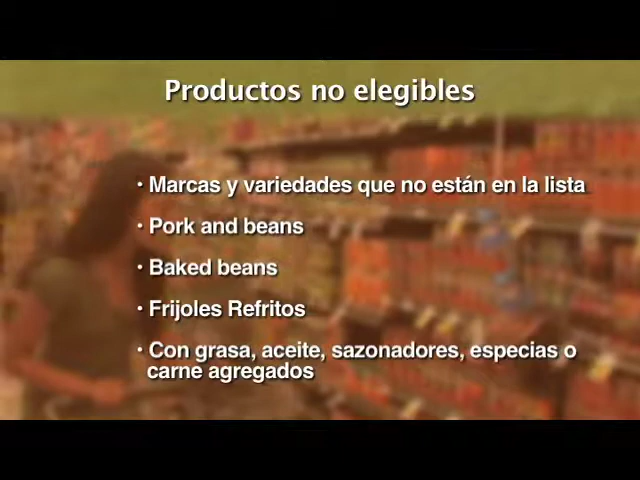 Productos no elegibles
· Marcas y variedades que no están en la lista
· Pork and beans
· Baked beans
· Frijoles Refritos
· Con grasa, aceite, sazonadores, especias o
carne agregados